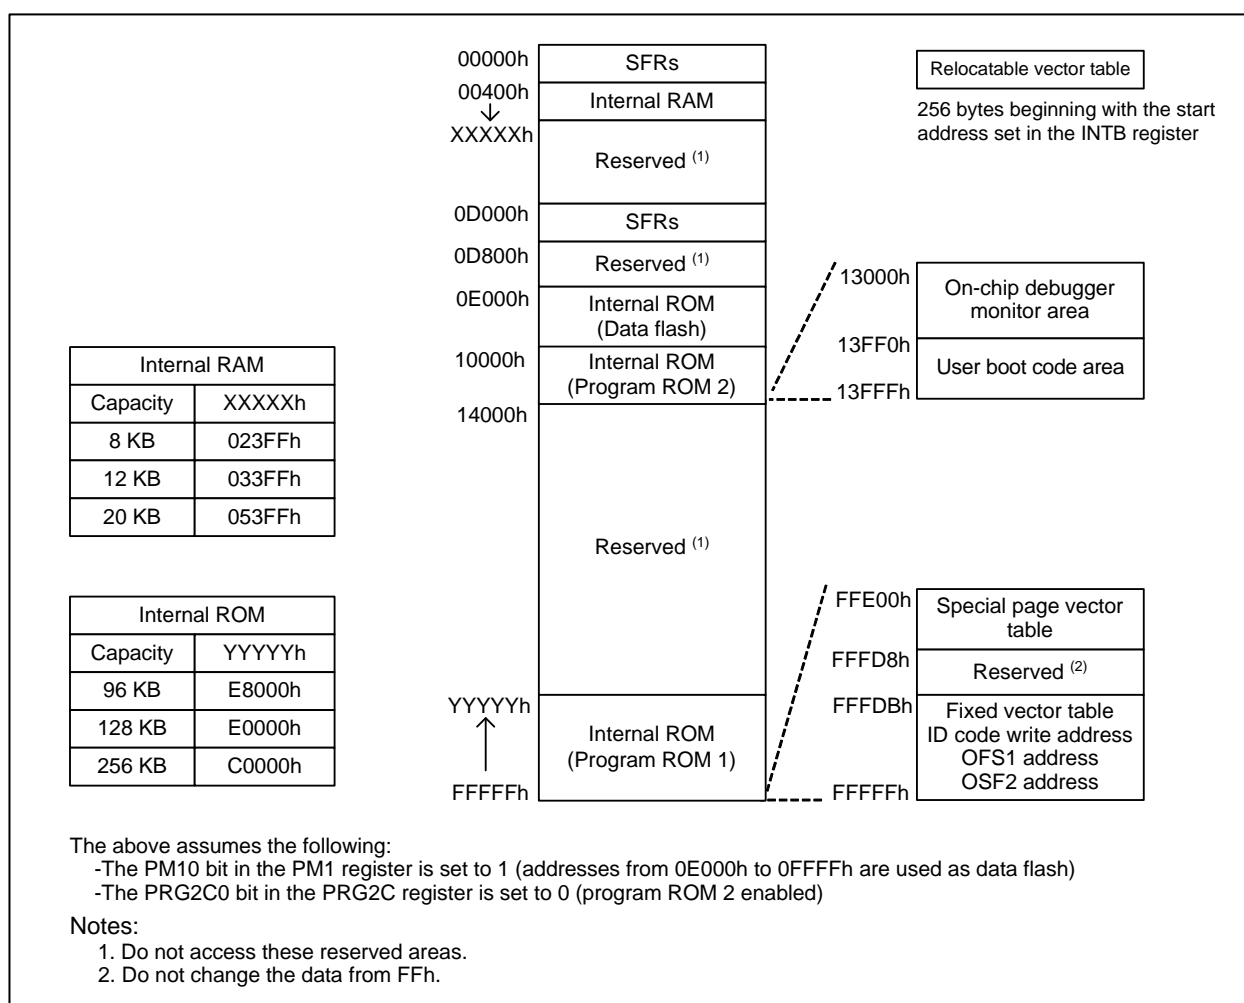 00000h
SFRs
00400h
Internal RAM
XXXXXh
Reserved (1)
0D000h
SFRs
0D800h
Reserved (1)
0E000h
Internal ROM
(Data flash)
10000h
Internal ROM
(Program ROM 2)
14000h
Reserved (1)
YYYYYh
Internal ROM
(Program ROM 1)
FFFFFh
Relocatable vector table
256 bytes beginning with the start
address set in the INTB register
13000h
On-chip debugger
monitor area
13FF0h
User boot code area
13FFFh
FFE00h
Special page vector
table
FFFD8h
Reserved (2)
FFFDBh
Fixed vector table
ID code write address
OFS1 address
OSF2 address
FFFFFh
Internal RAM
Capacity XXXXXh
8 KB 023FFh
12 KB 033FFh
20 KB 053FFh
Internal ROM
Capacity YYYYYh
96 KB E8000h
128 KB E0000h
256 KB C0000h
The above assumes the following:
-The PM10 bit in the PM1 register is set to 1 (addresses from 0E000h to 0FFFFh are used as data flash)
-The PRG2C0 bit in the PRG2C register is set to 0 (program ROM 2 enabled)
Notes:
1. Do not access these reserved areas.
2. Do not change the data from FFh.